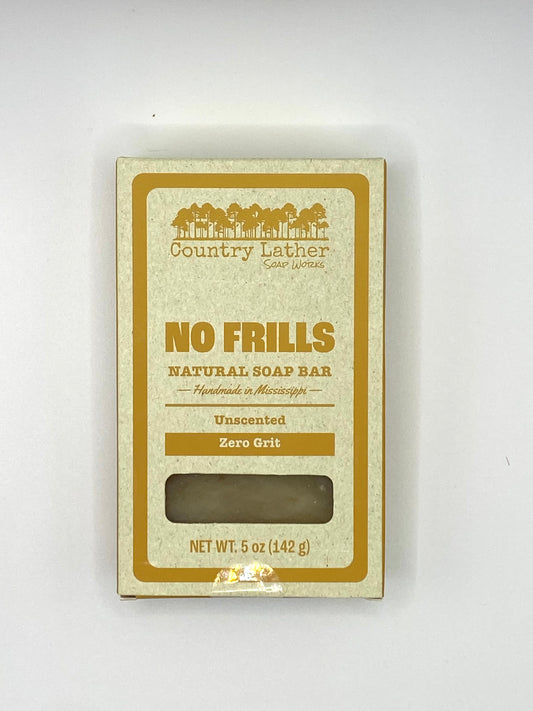 Country Lather
Soap Works
NO FRILLS
NATURAL SOAP BAR
Handmade in Mississippi
Unscented
Zero Grit
NET WT. 5 oz (142 g)